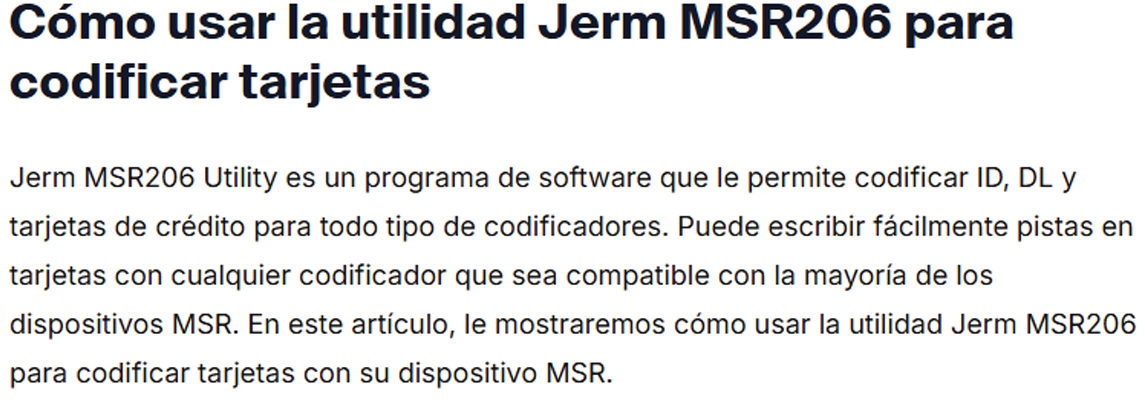 Cómo usar la utilidad Jerm MSR206 para
codificar tarjetas
Jerm MSR206 Utility es un programa de software que le permite codificar ID, DL y
tarjetas de crédito para todo tipo de codificadores. Puede escribir fácilmente pistas en
tarjetas con cualquier codificador que sea compatible con la mayoría de los
dispositivos MSR. En este artículo, le mostraremos cómo usar la utilidad Jerm MSR206
para codificar tarjetas con su dispositivo MSR.